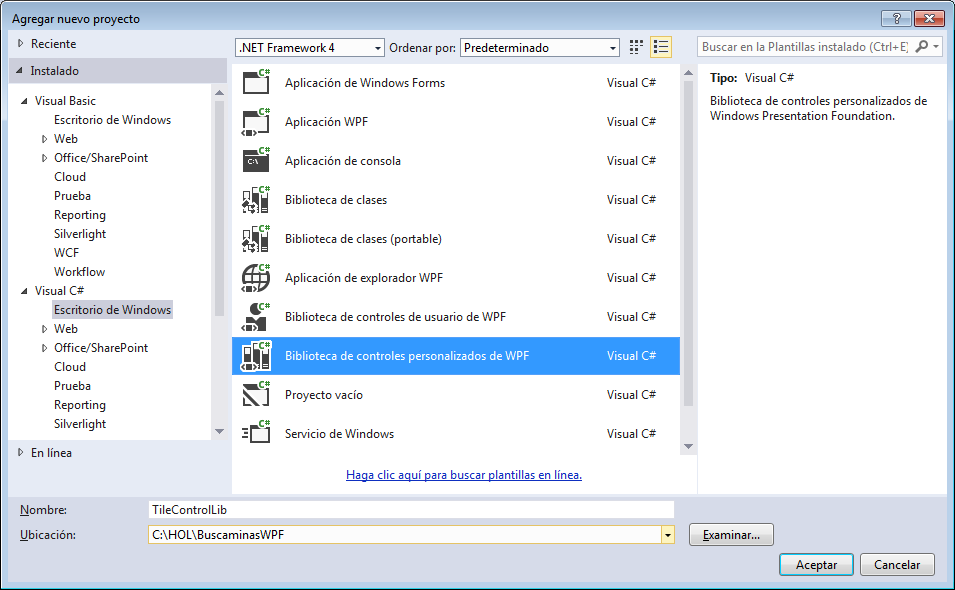 Agregar nuevo proyecto
Reciente
Instalado
Visual Basic
Escritorio de Windows
Web
Office/SharePoint
Cloud
Prueba
Reporting
Silverlight
WCF
Workflow
Visual C#
Escritorio de Windows
Web
Office/SharePoint
Cloud
Prueba
Reporting
Silverlight
En línea
.NET Framework 4 Ordenar por: Predeterminado
C# Aplicación de Windows Forms Visual C#
C# Aplicación WPF Visual C#
C# C:\ Aplicación de consola Visual C#
C# Biblioteca de clases Visual C#
C# Biblioteca de clases (portable) Visual C#
C# Aplicación de explorador WPF Visual C#
C# Biblioteca de controles de usuario de WPF Visual C#
C# Biblioteca de controles personalizados de WPF Visual C#
C# Proyecto vacío Visual C#
C# Servicio de Windows Visual C#
Haga clic aquí para buscar plantillas en línea.
Buscar en la Plantillas instalado (Ctrl+E)
Tipo: Visual C#
Biblioteca de controles personalizados de
Windows Presentation Foundation.
Nombre: TileControlLib
Ubicación: C:\HOL\BuscaminasWPF
Examinar...
Aceptar Cancelar